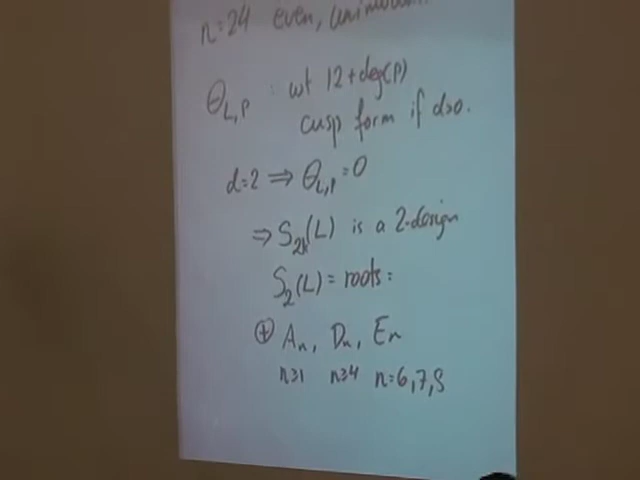 n=24 even, unimodular
Θ_{L,P} : wt 12+deg(P)
cusp form if d>0.
d=2 ⇒ Θ_{L,P}=0
⇒ S_{2k}(L) is a 2-design
S_2(L) = roots:
⊕ A_n, D_n, E_n
n≥1 n≥4 n=6,7,8